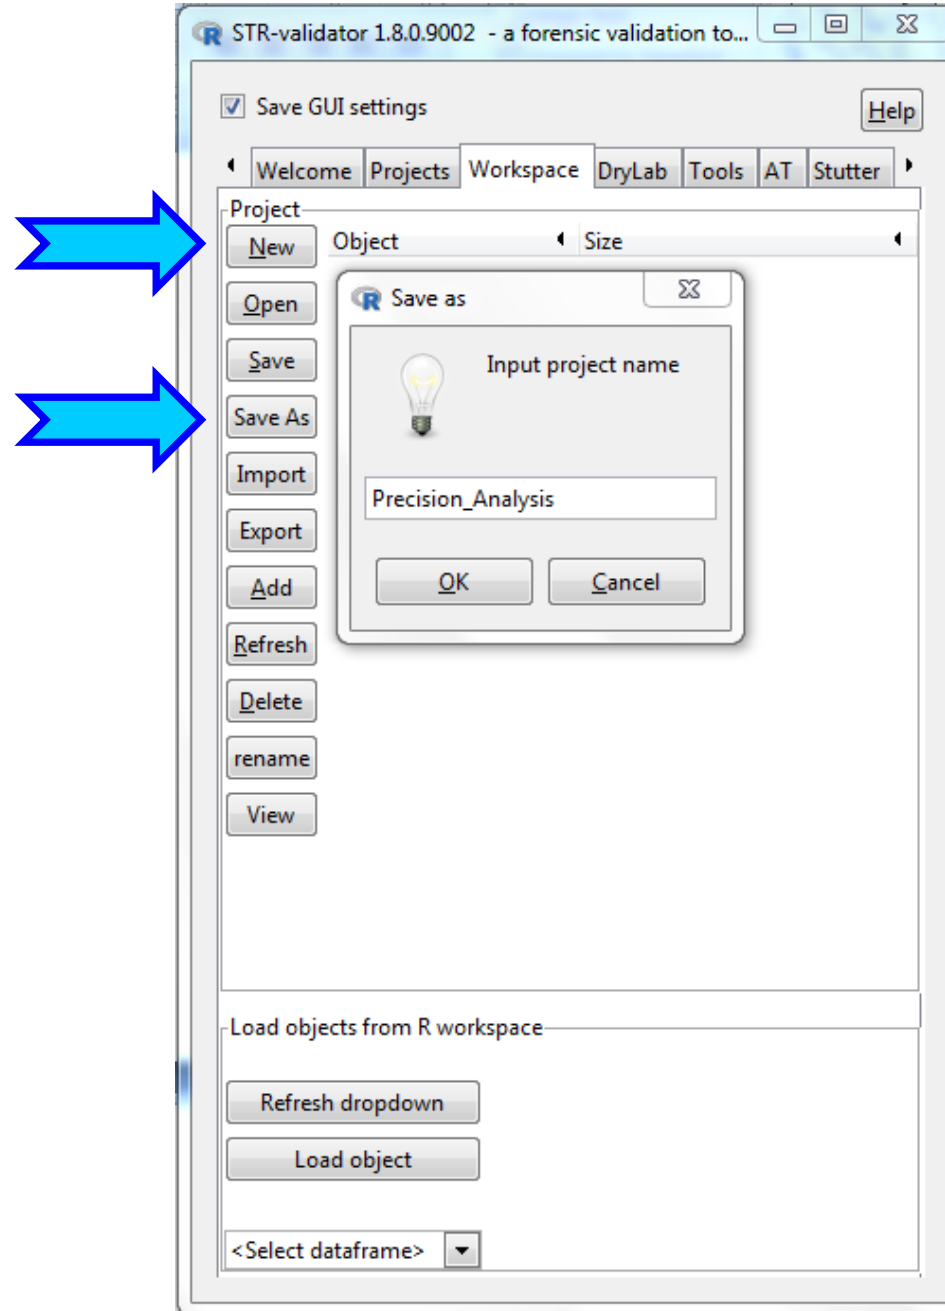 STR-validator 1.8.0.9002 - a forensic validation to...
Save GUI settings
Help
Welcome Projects Workspace DryLab Tools AT Stutter
Project
New
Object Size
Open
Save
Save As
Import
Export
Add
Refresh
Delete
rename
View
Save as
Input project name
Precision_Analysis
OK Cancel
Load objects from R workspace
Refresh dropdown
Load object
<Select dataframe>